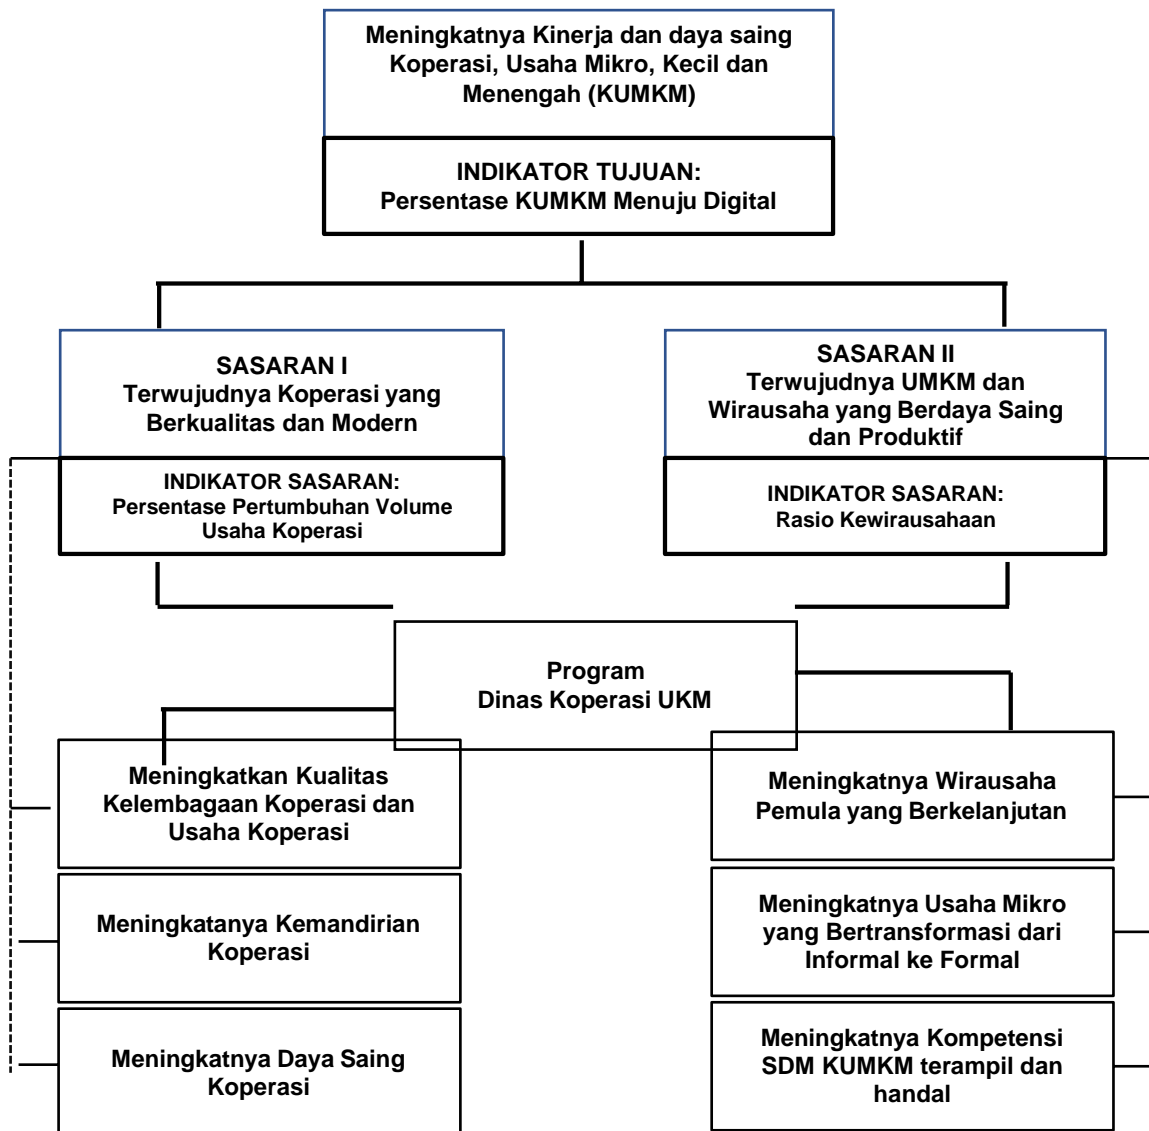 Meningkatnya Kinerja dan daya saing
Koperasi, Usaha Mikro, Kecil dan
Menengah (KUMKM)
INDIKATOR TUJUAN:
Persentase KUMKM Menuju Digital
SASARAN I
Terwujudnya Koperasi yang
Berkualitas dan Modern
INDIKATOR SASARAN:
Persentase Pertumbuhan Volume
Usaha Koperasi
SASARAN II
Terwujudnya UMKM dan
Wirausaha yang Berdaya Saing
dan Produktif
INDIKATOR SASARAN:
Rasio Kewirausahaan
Program
Dinas Koperasi UKM
Meningkatkan Kualitas
Kelembagaan Koperasi dan
Usaha Koperasi
Meningkatanya Kemandirian
Koperasi
Meningkatnya Daya Saing
Koperasi
Meningkatnya Wirausaha
Pemula yang Berkelanjutan
Meningkatnya Usaha Mikro
yang Bertransformasi dari
Informal ke Formal
Meningkatnya Kompetensi
SDM KUMKM terampil dan
handal